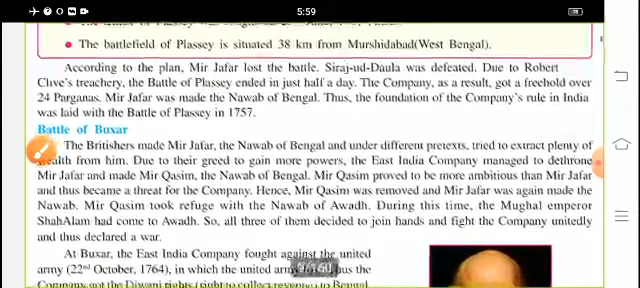 5:59
• The battlefield of Plassey is situated 38 km from Murshidabad(West Bengal).
According to the plan, Mir Jafar lost the battle. Siraj-ud-Daula was defeated. Due to Robert
Clive's treachery, the Battle of Plassey ended in just half a day. The Company, as a result, got a freehold over
24 Parganas. Mir Jafar was made the Nawab of Bengal. Thus, the foundation of the Company's rule in India
was laid with the Battle of Plassey in 1757.
Battle of Buxar
The Britishers made Mir Jafar, the Nawab of Bengal and under different pretexts, tried to extract plenty of
from him. Due to their greed to gain more powers, the East India Company managed to dethrone
Mir Jafar and made Mir Qasim, the Nawab of Bengal. Mir Qasim proved to be more ambitious than Mir Jafar
and thus became a threat for the Company. Hence, Mir Qasim was removed and Mir Jafar was again made the
Nawab. Mir Qasim took refuge with the Nawab of Awadh. During this time, the Mughal emperor
ShahAlam had come to Awadh. So, all three of them decided to join hands and fight the Company unitedly
and thus declared a war.
At Buxar, the East India Company fought against the united
army (22nd October, 1764), in which the united the
Company got the Diwani rights (right to collect revenue) to Bengal,